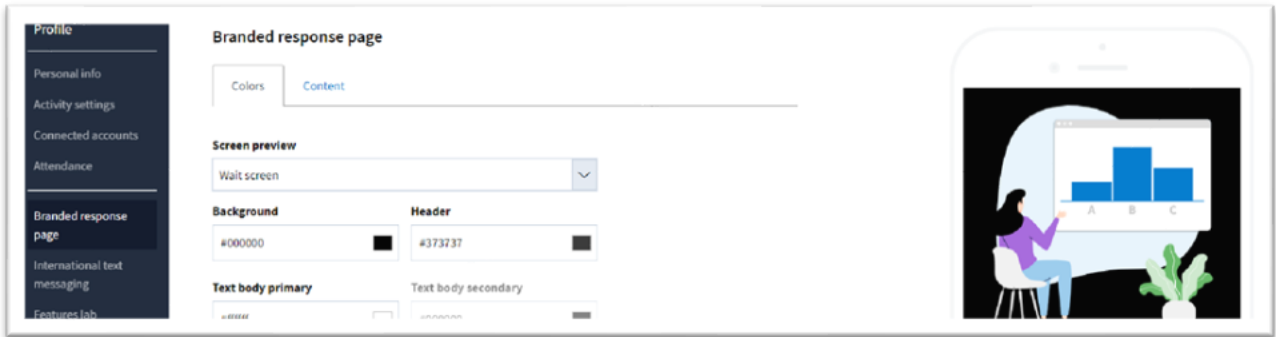 Profile
Personal info
Activity settings
Connected accounts
Attendance
Branded response
page
International text
messaging
Features lab
Branded response page
Colors Content
Screen preview
Wait screen
Background Header
#000000 #373737
Text body primary Text body secondary
A B C